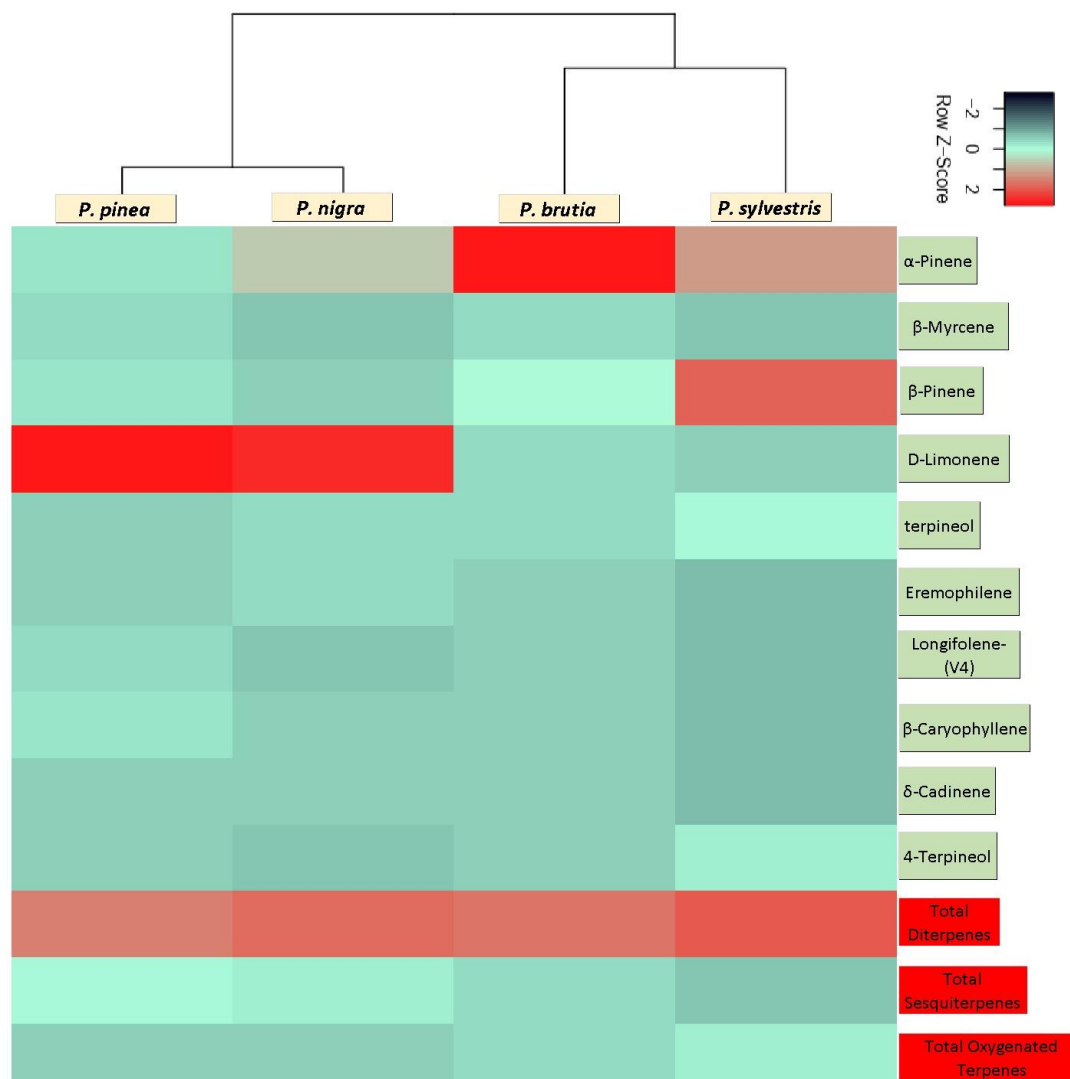 −2
0
2
Row Z−Score
P. pinea
P. nigra
P. brutia
P. sylvestris
α-Pinene
β-Myrcene
β-Pinene
D-Limonene
terpineol
Eremophilene
Longifolene-
(V4)
β-Caryophyllene
δ-Cadinene
4-Terpineol
Total
Diterpenes
Total
Sesquiterpenes
Total Oxygenated
Terpenes